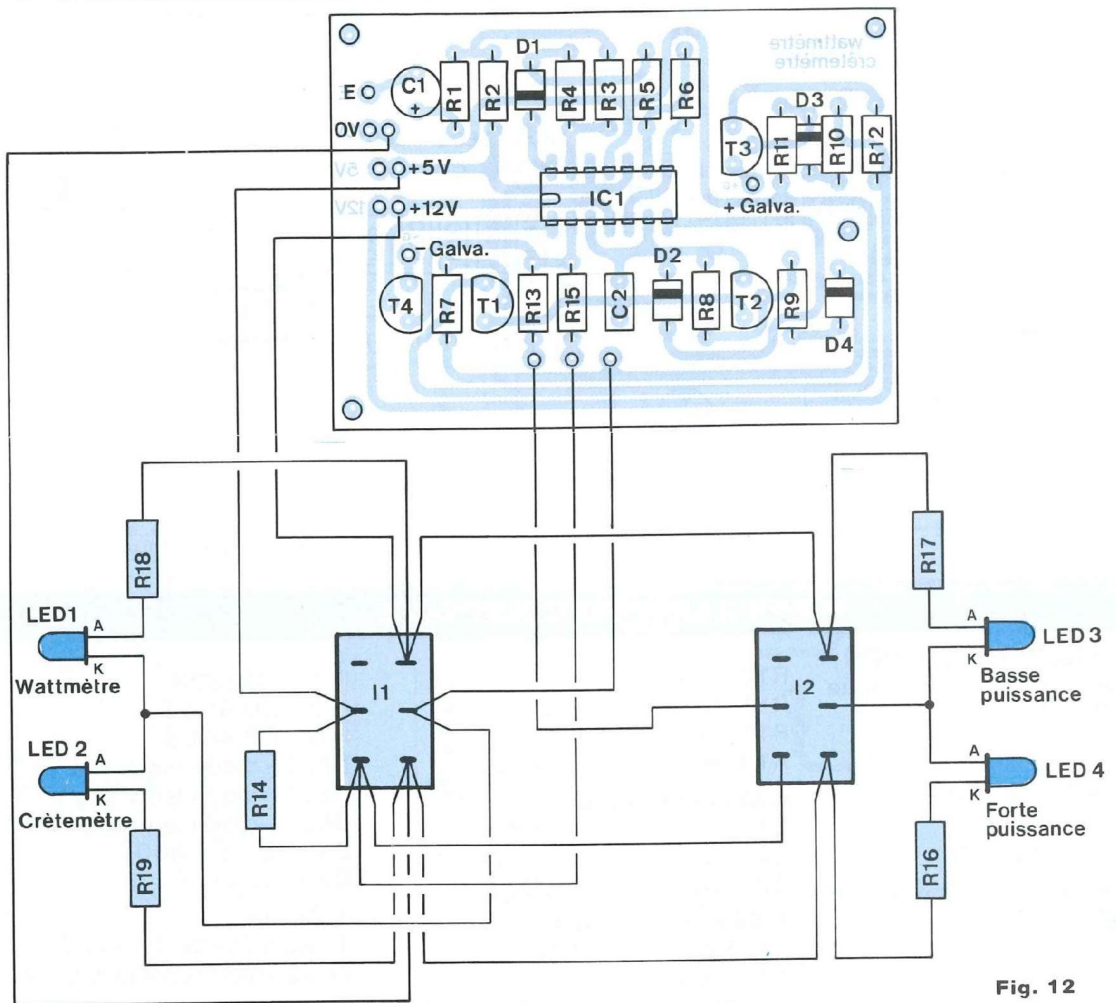 wattmètre
crêtemètre
D1
E
C1
+
R1
R2
R4
R3
R5
R6
D3
0V
T3
R11
R10
R12
5V
+5V
IC1
+ Galva.
12V
+12V
- Galva.
D2
T4
R7
T1
R13
R15
C2
R8
T2
R9
D4
R18
R17
LED1
A
K
Wattmètre
I1
I2
A
K
LED 3
Basse
puissance
LED 2
A
K
Crètemètre
R14
R19
A
K
LED 4
Forte
puissance
R16
Fig. 12